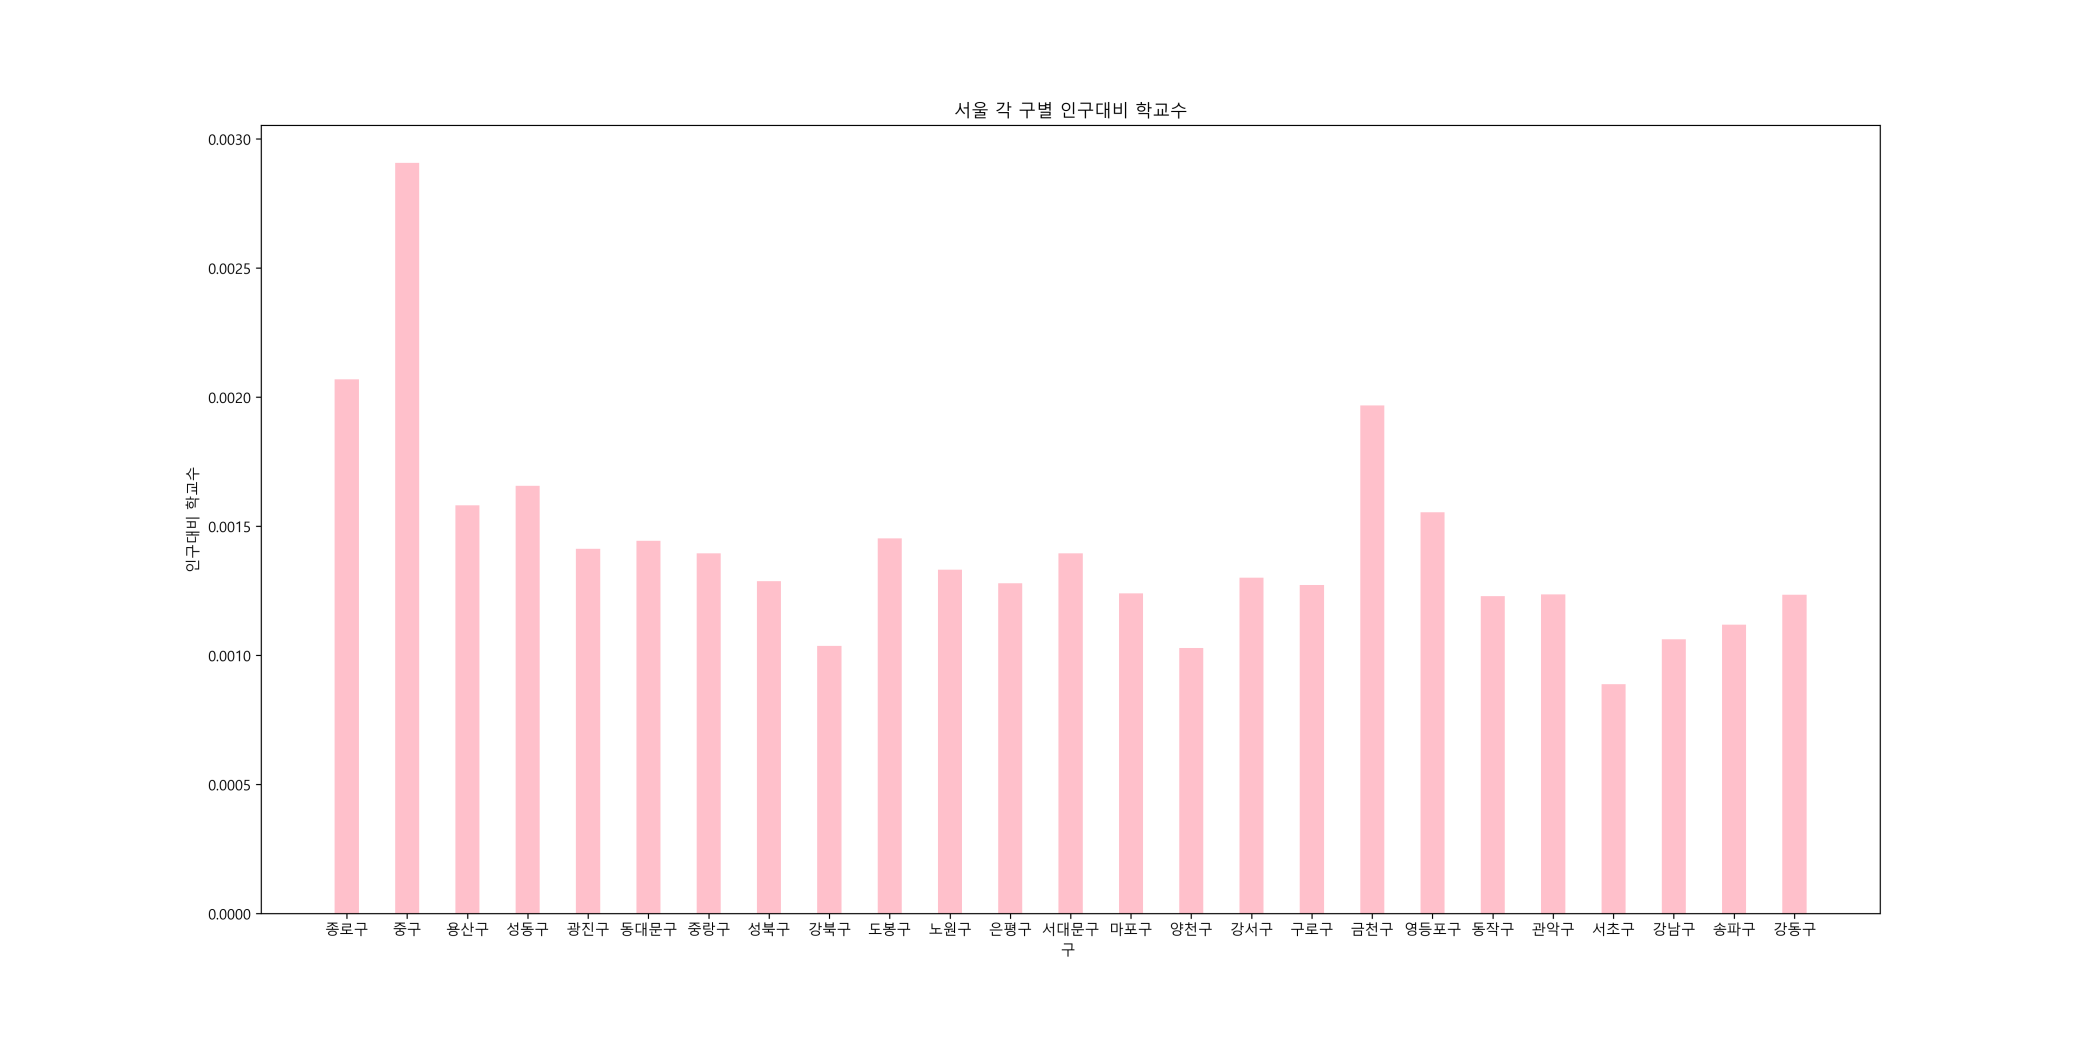 서울 각 구별 인구대비 학교수
인구대비 학교수
0.0030
0.0025
0.0020
0.0015
0.0010
0.0005
0.0000
종로구 중구 용산구 성동구 광진구 동대문구 중랑구 성북구 강북구 도봉구 노원구 은평구 서대문구 마포구 양천구 강서구 구로구 금천구 영등포구 동작구 관악구 서초구 강남구 송파구 강동구
구